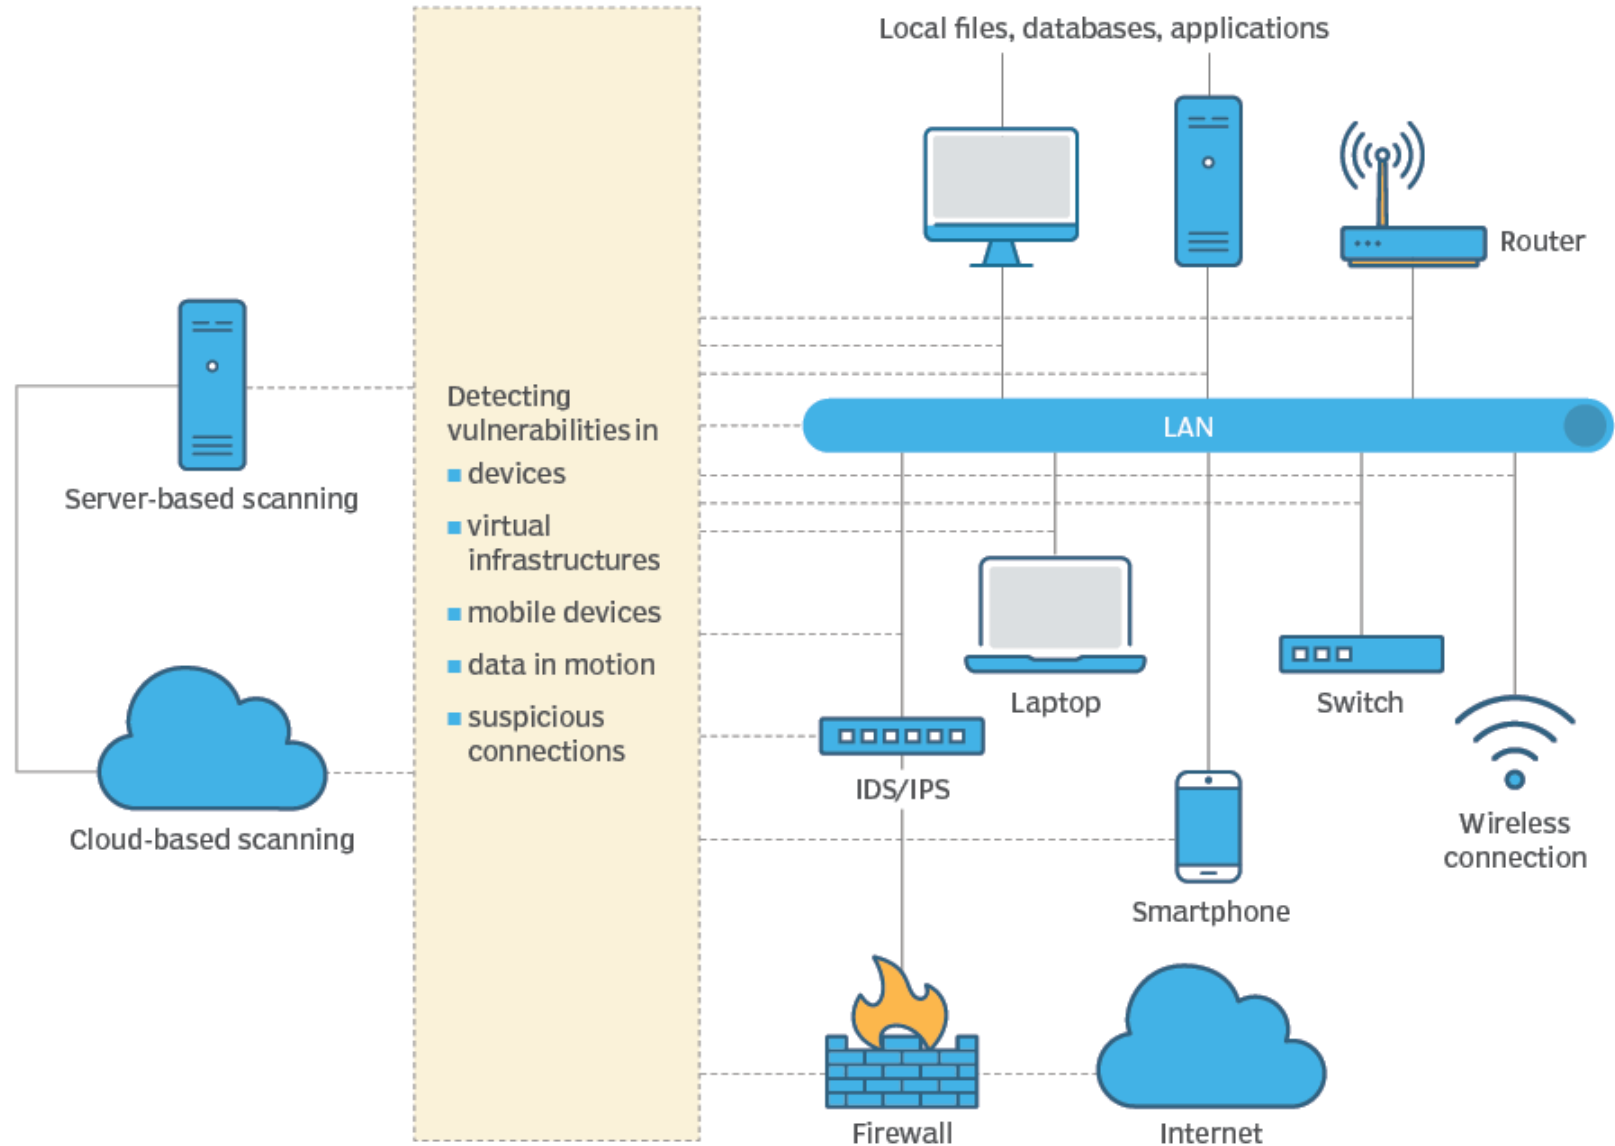 Local files, databases, applications
Router
LAN
Server-based scanning
Cloud-based scanning
Detecting
vulnerabilities in
devices
virtual
infrastructures
mobile devices
data in motion
suspicious
connections
Laptop
Switch
IDS/IPS
Wireless
connection
Smartphone
Firewall
Internet